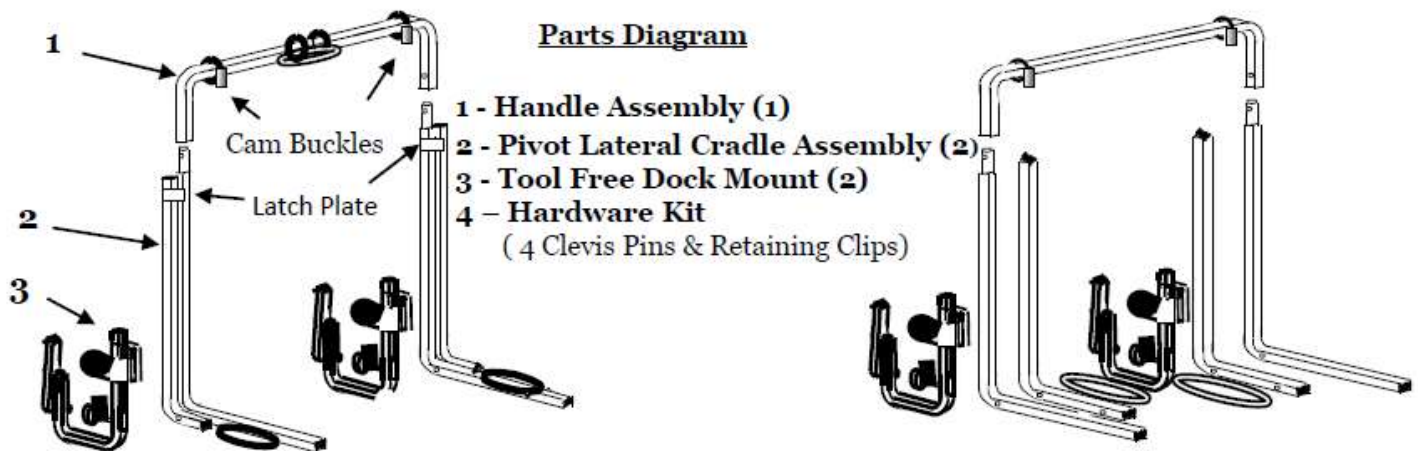 Parts Diagram
1
1 - Handle Assembly (1)
Cam Buckles
2 - Pivot Lateral Cradle Assembly (2)
3 - Tool Free Dock Mount (2)
Latch Plate
4 – Hardware Kit
2
( 4 Clevis Pins & Retaining Clips)
3